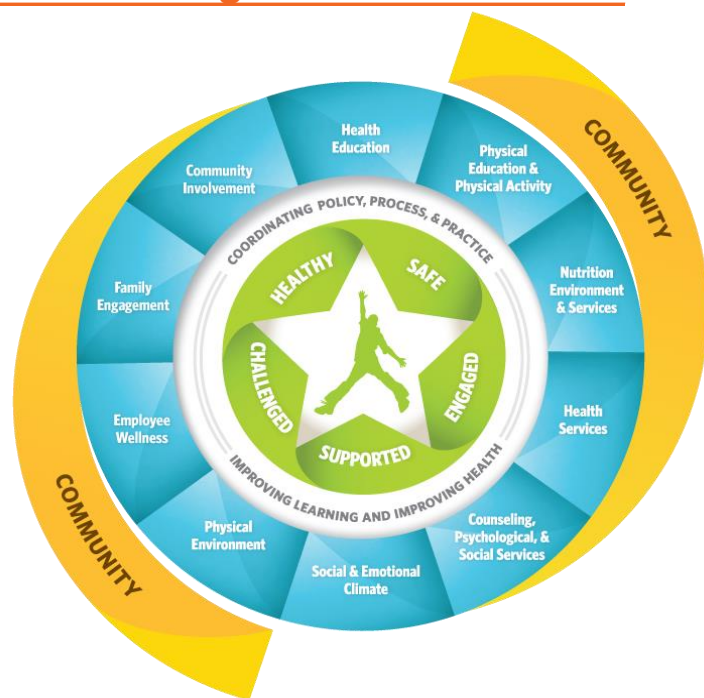 COMMUNITY
Health
Education
Physical
Education &
Physical Activity
Nutrition
Environment
& Services
Health
Services
Counseling,
Psychological, &
Social Services
Social & Emotional
Climate
Physical
Environment
Employee
Wellness
Family
Engagement
Community
Involvement
COORDINATING POLICY, PROCESS, & PRACTICE
IMPROVING LEARNING AND IMPROVING HEALTH
HEALTHY
SAFE
ENGAGED
SUPPORTED
CHALLENGED
COMMUNITY